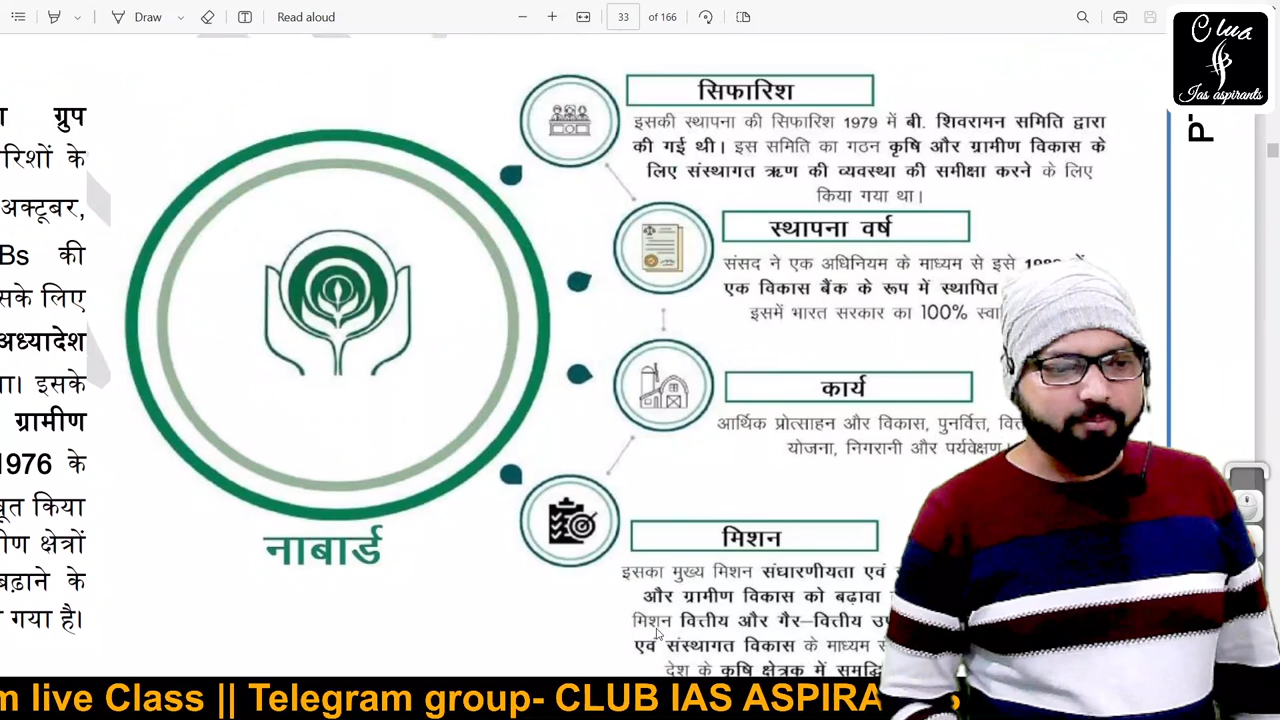 Draw
Read aloud
33 of 166
Clua
Ias aspirants
ग्रुप
रिशों के
अक्टूबर,
Bs की
सके लिए
अध्यादेश
ा। इसके
ग्रामीण
1976 के
किया
क्षेत्रों
बढ़ाने के
गया है।
नाबार्ड
सिफारिश
इसकी स्थापना की सिफारिश 1979 में बी. शिवरामन समिति द्वारा
की गई थी। इस समिति का गठन कृषि और ग्रामीण विकास के
लिए संस्थागत ऋण की व्यवस्था की समीक्षा करने के लिए
किया गया था।
स्थापना वर्ष
संसद ने एक अधिनियम के माध्यम से इसे
एक विकास बैंक के रूप में स्थापित
इसमें भारत सरकार का 100%
कार्य
आर्थिक प्रोत्साहन और विकास, पुनर्वित्त,
योजना, निगरानी और पर्यवेक्षण।
मिशन
इसका मुख्य मिशन संधारणीयता एवं
और ग्रामीण विकास को बढ़ावा
मिशन वित्तीय और गैर–वित्तीय
एवं संस्थागत विकास के माध्यम
देश के कृषि क्षेत्रक में
m live Class || Telegram group- CLUB IAS ASPIRA